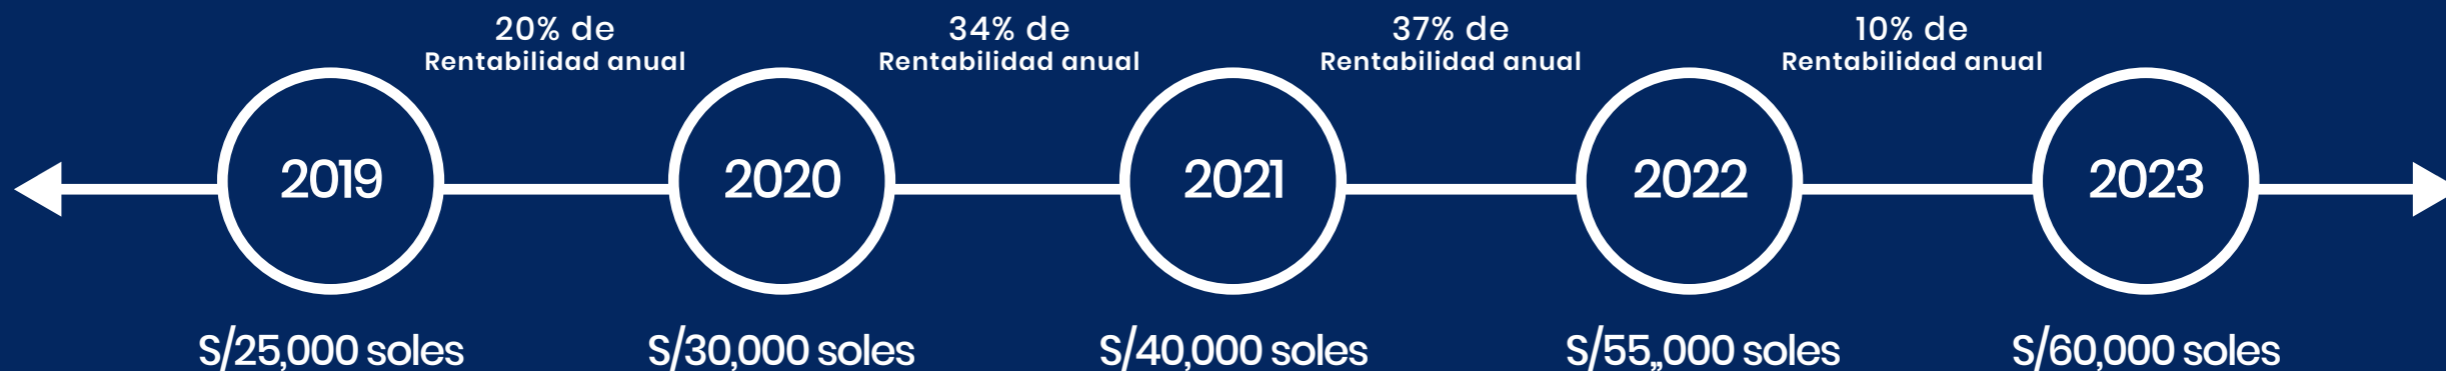 20% de
Rentabilidad anual
34% de
Rentabilidad anual
37% de
Rentabilidad anual
10% de
Rentabilidad anual
2019
2020
2021
2022
2023
S/25,000 soles
S/30,000 soles
S/40,000 soles
S/55,,000 soles
S/60,000 soles